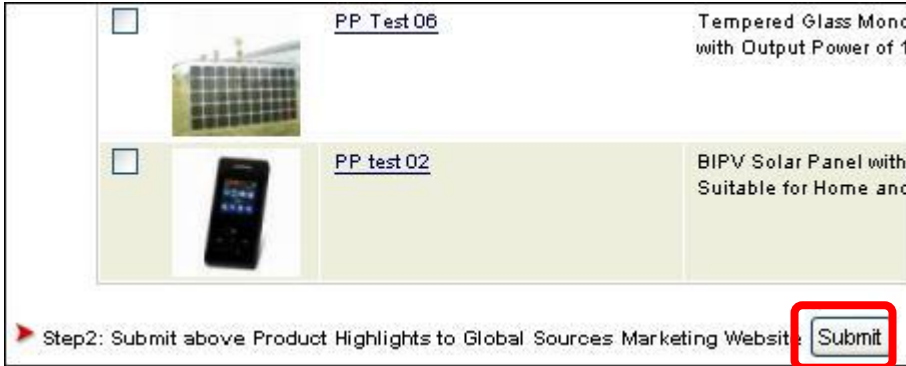 PP Test 06
Tempered Glass Mono
with Output Power of 1
PP test 02
BIPV Solar Panel with
Suitable for Home and
Step2: Submit above Product Highlights to Global Sources Marketing Website Submit